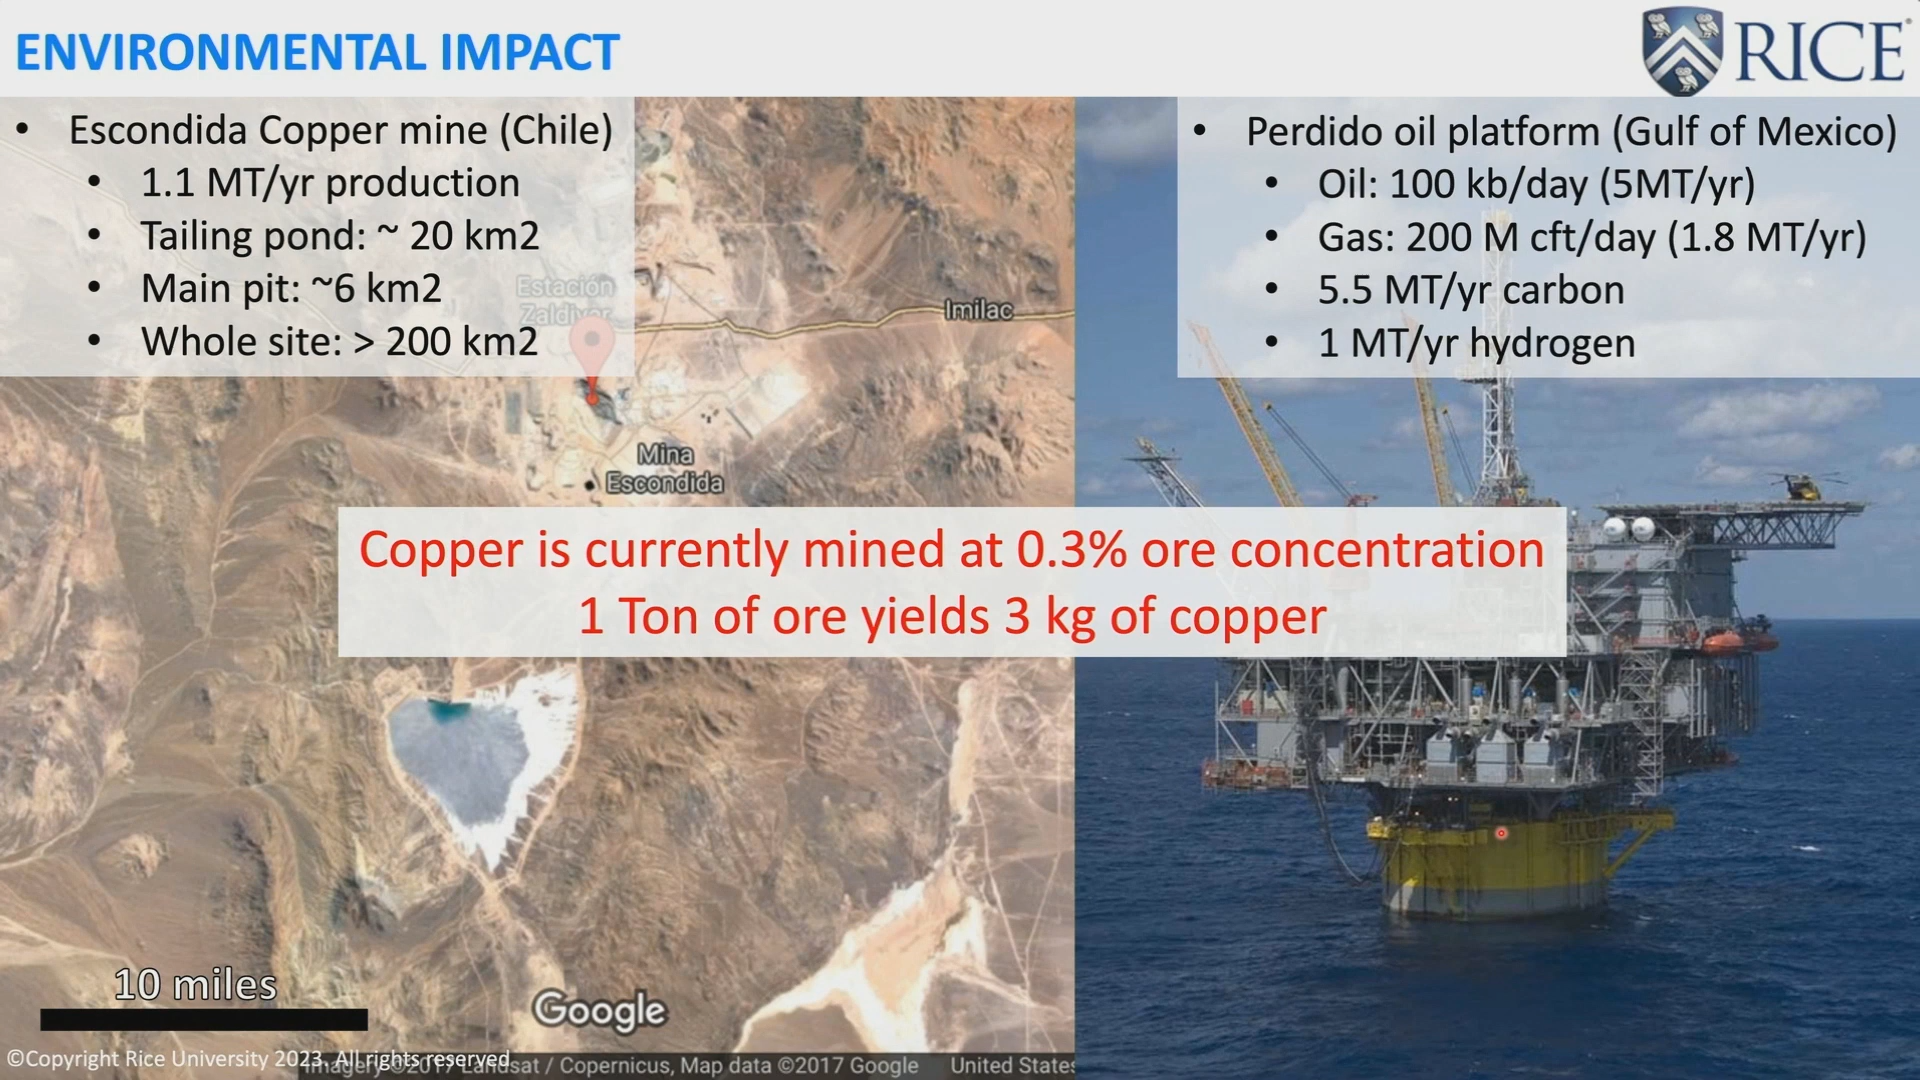 ENVIRONMENTAL IMPACT
RICE
• Escondida Copper mine (Chile)
• 1.1 MT/yr production
• Tailing pond: ~ 20 km2
• Main pit: ~6 km2
• Whole site: > 200 km2
• Perdido oil platform (Gulf of Mexico)
• Oil: 100 kb/day (5MT/yr)
• Gas: 200 M cft/day (1.8 MT/yr)
• 5.5 MT/yr carbon
• 1 MT/yr hydrogen
Estación
Zaldívar
Imilac
Mina
Escondida
Copper is currently mined at 0.3% ore concentration
1 Ton of ore yields 3 kg of copper
10 miles
Google
©Copyright Rice University 2023. All rights reserved
Imagery ©2017 Landsat / Copernicus, Map data ©2017 Google United States